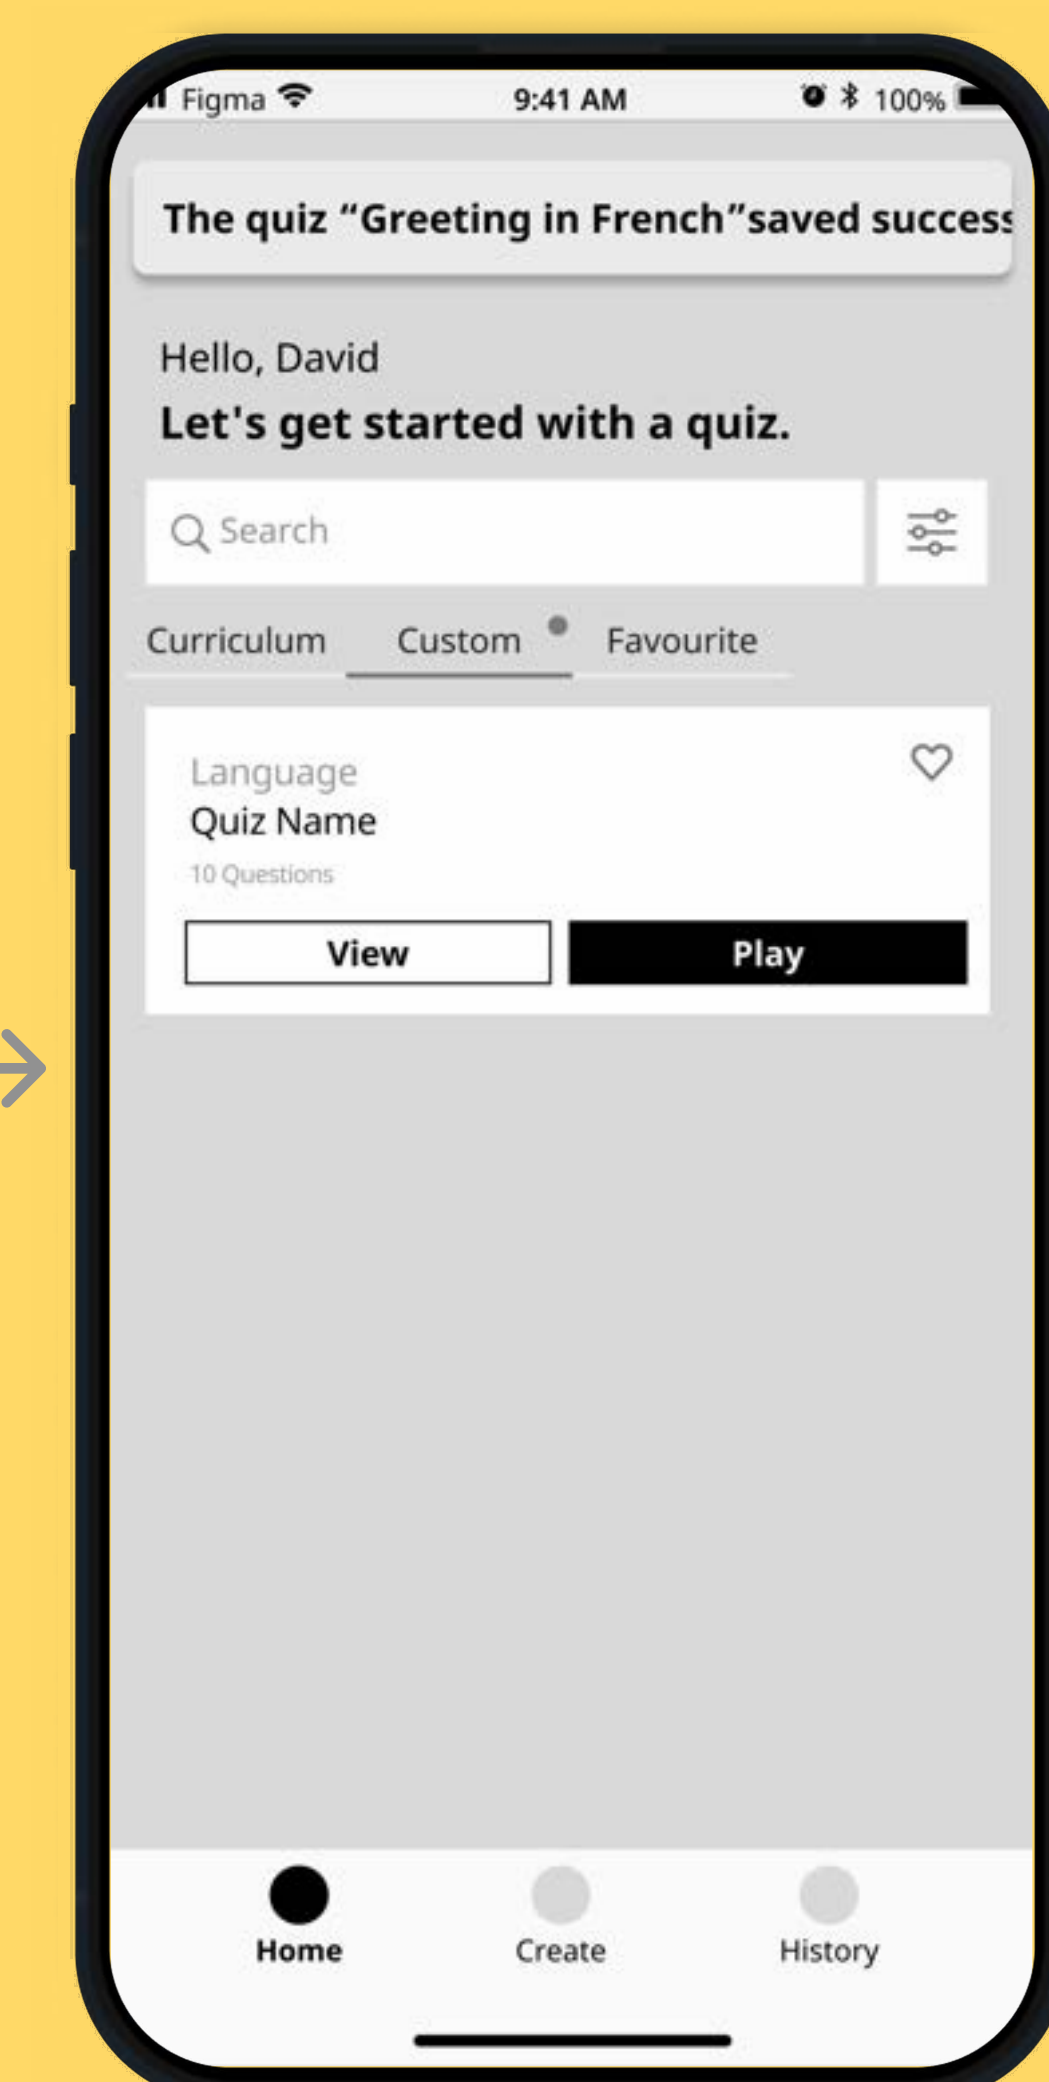 Figma 9:41 AM 100%
The quiz “Greeting in French”saved success
Hello, David
Let's get started with a quiz.
Search
Curriculum Custom Favourite
Language
Quiz Name
10 Questions
View Play
Home Create History